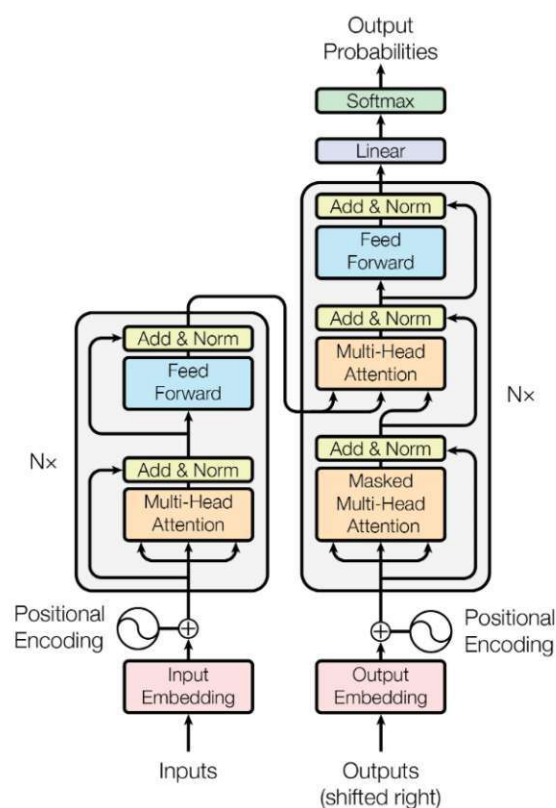 Output
Probabilities
Softmax
Linear
Add & Norm
Feed
Forward
Add & Norm
Multi-Head
Attention
Add & Norm
Masked
Multi-Head
Attention
N×
Add & Norm
Feed
Forward
Add & Norm
Multi-Head
Attention
N×
Positional
Encoding
Positional
Encoding
Input
Embedding
Output
Embedding
Inputs
Outputs
(shifted right)